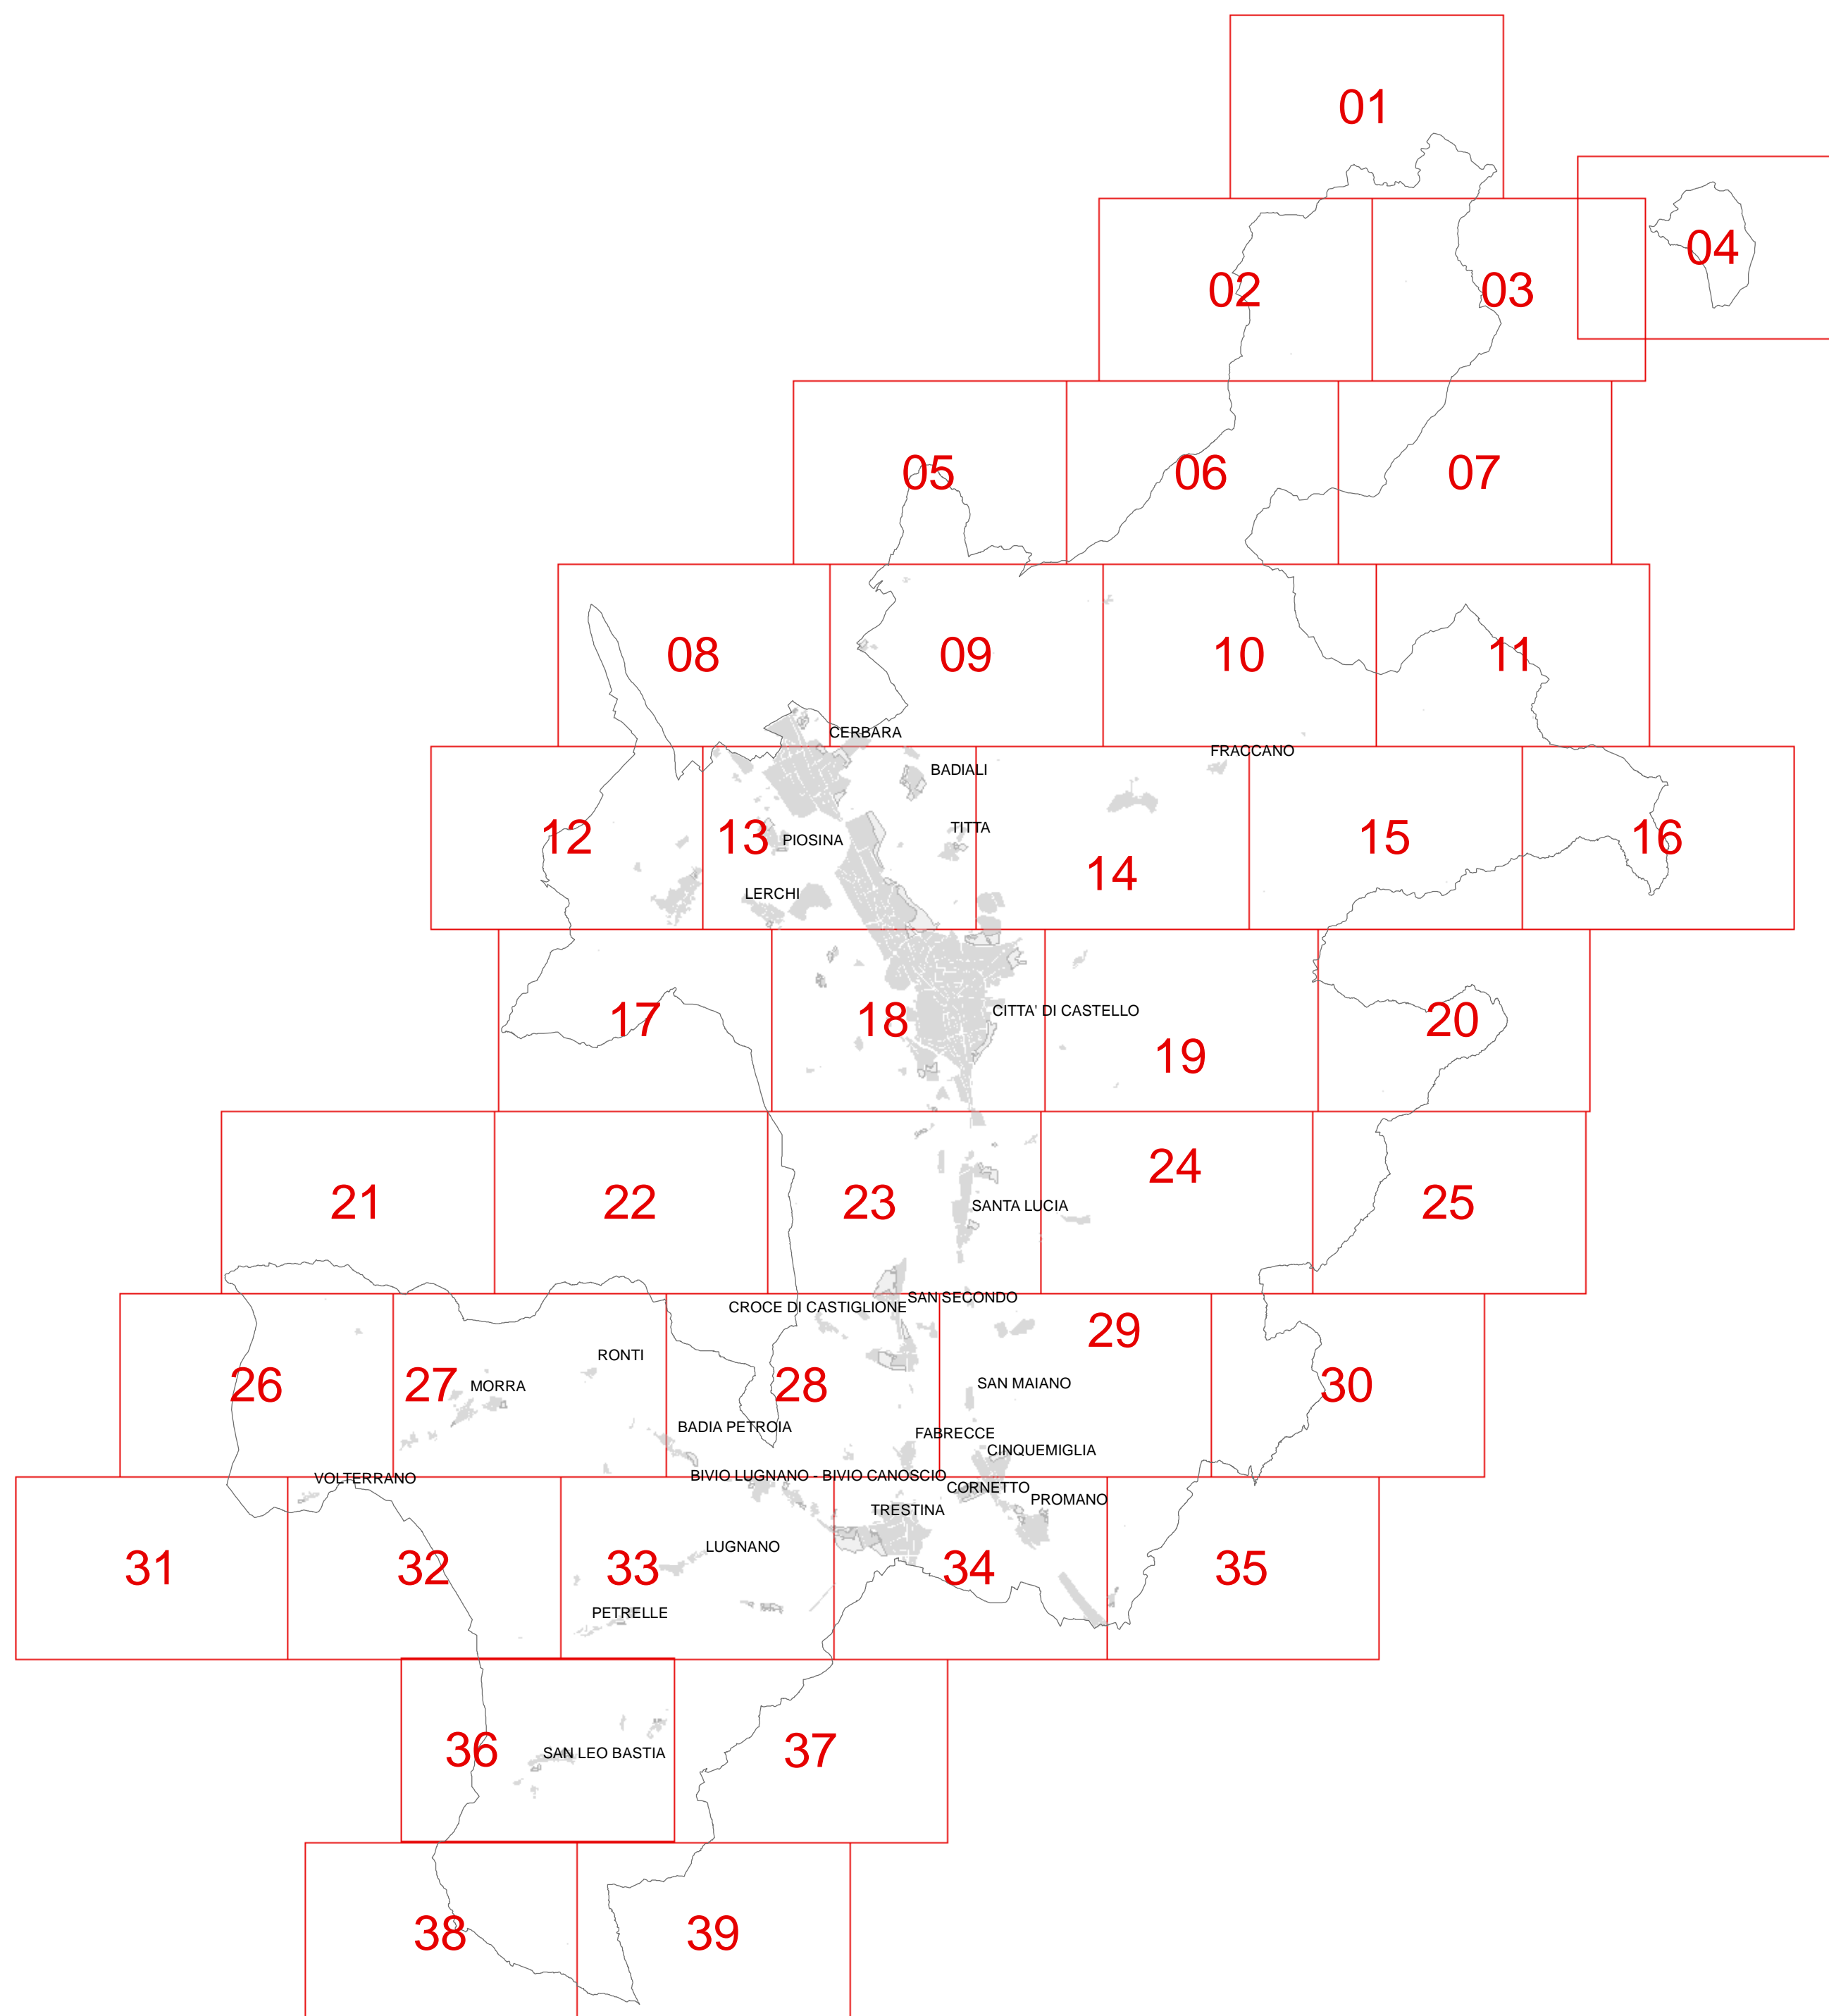 01
04
02
03
05
06
07
08
09
10
11
CERBARA
FRACCANO
BADIALI
TITTA
12
13
PIOSINA
15
16
14
LERCHI
CITTA' DI CASTELLO
17
18
20
19
24
21
22
23
25
SANTA LUCIA
SAN SECONDO
CROCE DI CASTIGLIONE
29
RONTI
26
27
MORRA
28
SAN MAIANO
30
BADIA PETROIA
FABRECCE
CINQUEMIGLIA
VOLTERRANO
BIVIO LUGNANO - BIVIO CANOSCIO
CORNETTO
PROMANO
TRESTINA
LUGNANO
31
32
33
34
35
PETRELLE
36
SAN LEO BASTIA
37
38
39